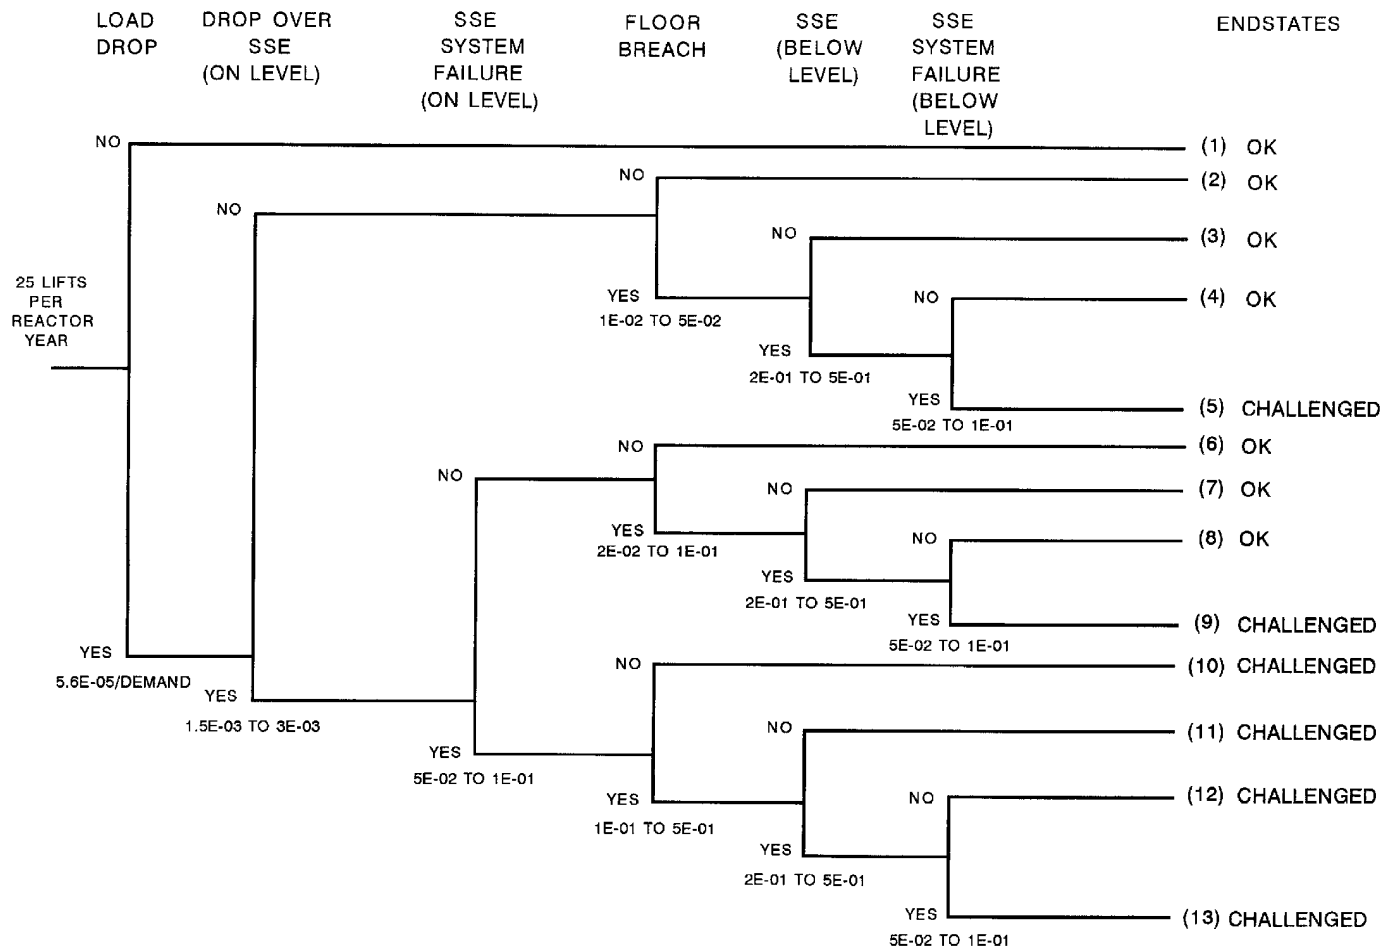 LOAD
DROP
DROP OVER
SSE
(ON LEVEL)
SSE
SYSTEM
FAILURE
(ON LEVEL)
FLOOR
BREACH
SSE
(BELOW
LEVEL)
SSE
SYSTEM
FAILURE
(BELOW
LEVEL)
ENDSTATES
NO
(1) OK
NO
(2) OK
NO
NO
(3) OK
25 LIFTS
PER
REACTOR
YEAR
YES
1E-02 TO 5E-02
NO
(4) OK
YES
2E-01 TO 5E-01
YES
5E-02 TO 1E-01
(5) CHALLENGED
NO
(6) OK
NO
NO
(7) OK
YES
2E-02 TO 1E-01
NO
(8) OK
YES
2E-01 TO 5E-01
YES
5E-02 TO 1E-01
(9) CHALLENGED
YES
5.6E-05/DEMAND
NO
(10) CHALLENGED
YES
1.5E-03 TO 3E-03
NO
(11) CHALLENGED
YES
5E-02 TO 1E-01
YES
1E-01 TO 5E-01
NO
(12) CHALLENGED
YES
2E-01 TO 5E-01
YES
5E-02 TO 1E-01
(13) CHALLENGED